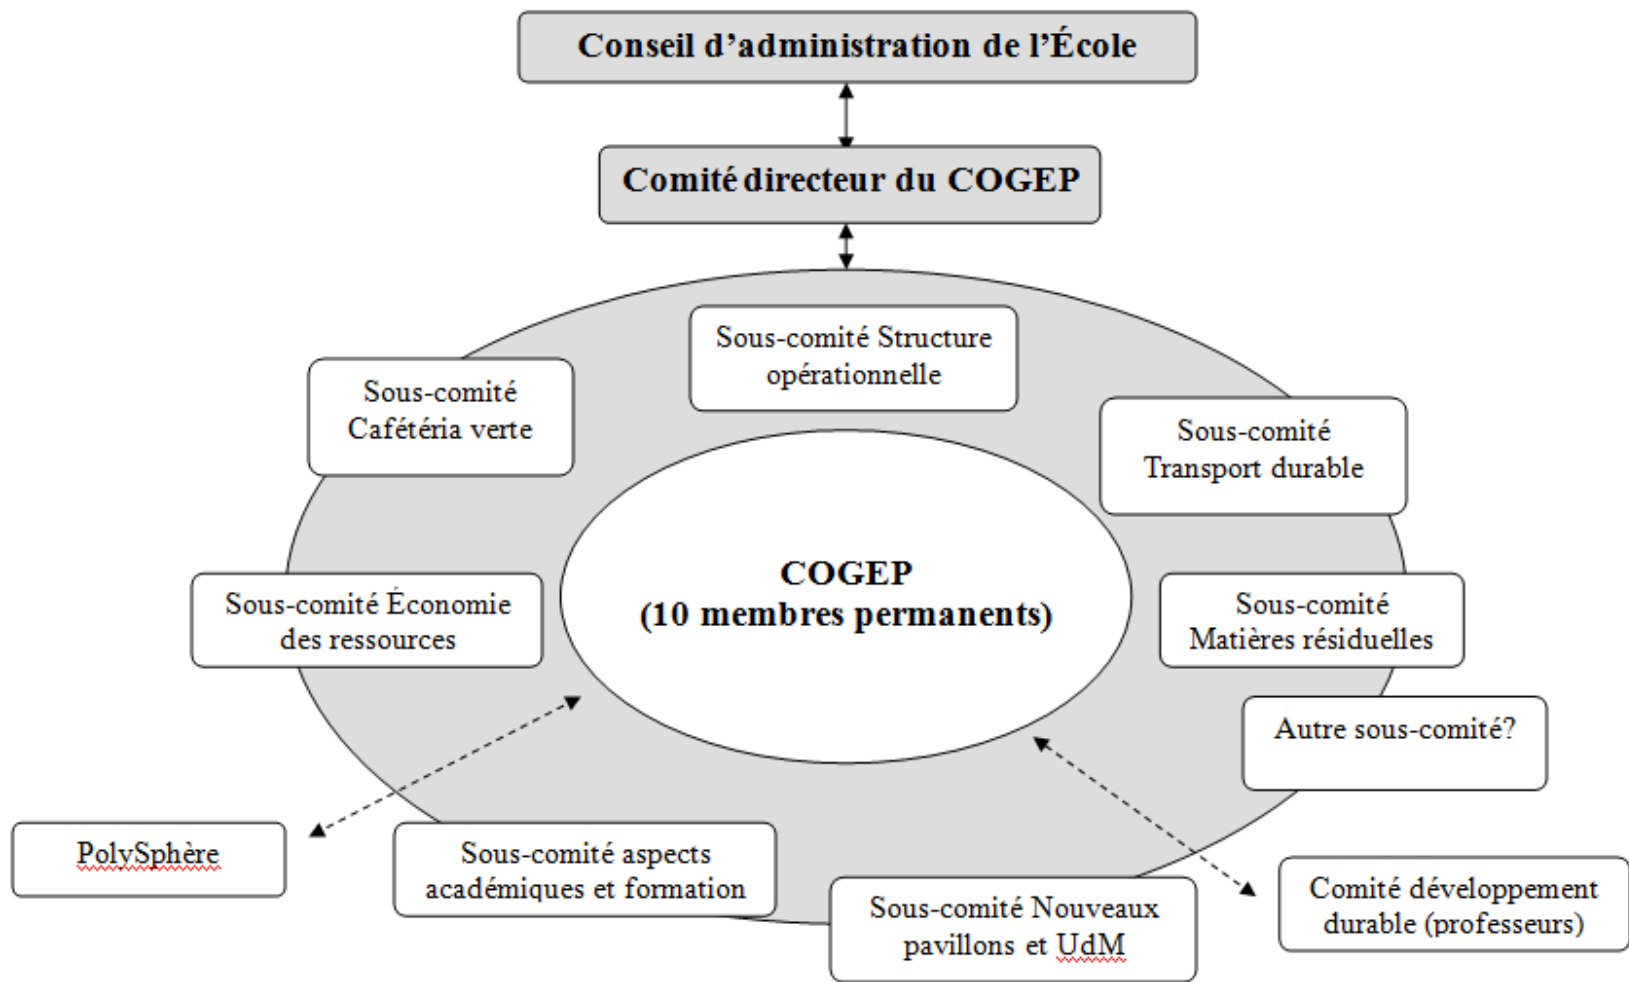 Conseil d’administration de l’École
Comité directeur du COGEP
Sous-comité Structure
opérationnelle
Sous-comité
Cafétéria verte
Sous-comité
Transport durable
COGEP
(10 membres permanents)
Sous-comité Économie
des ressources
Sous-comité
Matières résiduelles
Autre sous-comité?
PolySphère
Sous-comité aspects
académiques et formation
Sous-comité Nouveaux
pavillons et UdM
Comité développement
durable (professeurs)